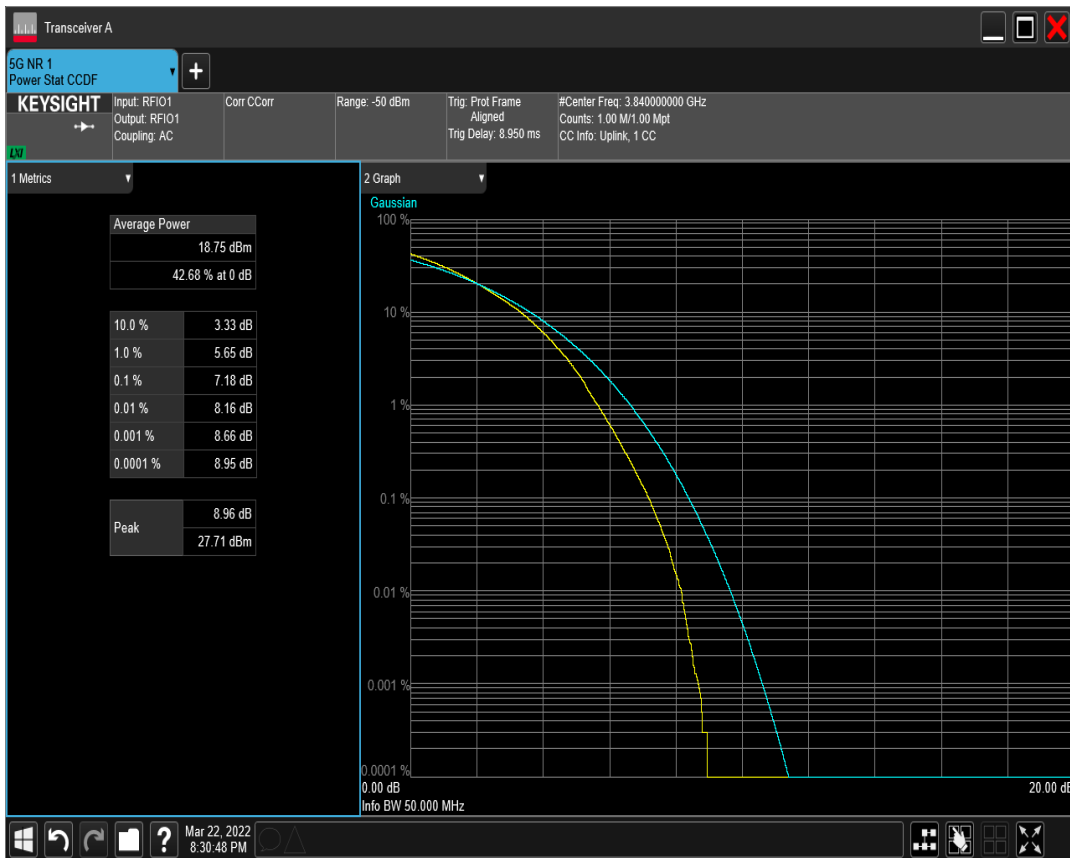 Transceiver A
5G NR 1
Power Stat CCDF
KEYSIGHT
LXI
Input: RFIO1
Output: RFIO1
Coupling: AC
Corr CCorr
Range: -50 dBm
Trig: Prot Frame
Aligned
Trig Delay: 8.950 ms
#Center Freq: 3.840000000 GHz
Counts: 1.00 M/1.00 Mpt
CC Info: Uplink, 1 CC
1 Metrics
Average Power
18.75 dBm
42.68 % at 0 dB
10.0 % 3.33 dB
1.0 % 5.65 dB
0.1 % 7.18 dB
0.01 % 8.16 dB
0.001 % 8.66 dB
0.0001 % 8.95 dB
Peak
8.96 dB
27.71 dBm
2 Graph
Gaussian
100 %
10 %
1 %
0.1 %
0.01 %
0.001 %
0.0001 %
0.00 dB 20.00 dB
Info BW 50.000 MHz
?
Mar 22, 2022
8:30:48 PM